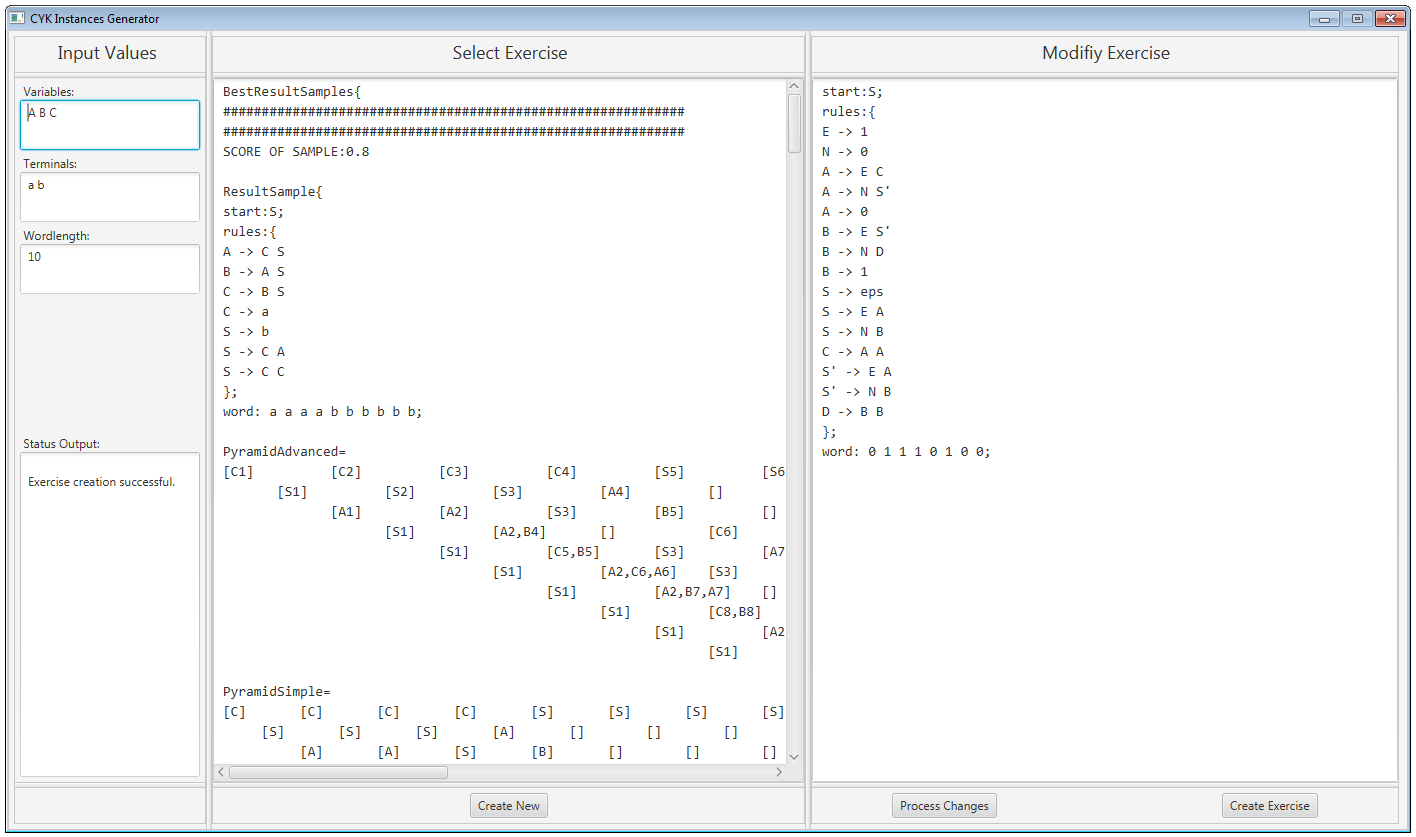 CYK Instances Generator
Input Values
Variables:
A B C
Terminals:
a b
Wordlength:
10
Status Output:
Exercise creation successful.
Select Exercise
BestResultSamples{
############################################################
############################################################
SCORE OF SAMPLE:0.8
ResultSample{
start:S;
rules:{
A -> C S
B -> A S
C -> B S
C -> a
S -> b
S -> C A
S -> C C
};
word: a a a a b b b b b b;
PyramidAdvanced=
[C1] [C2] [C3] [C4] [S5] [S6
[S1] [S2] [S3] [A4] []
[A1] [A2] [S3] [B5] []
[S1] [A2,B4] [] [C6]
[S1] [C5,B5] [S3] [A7
[S1] [A2,C6,A6] [S3]
[S1] [A2,B7,A7] []
[S1] [C8,B8]
[S1] [A2
[S1]
PyramidSimple=
[C] [C] [C] [C] [S] [S] [S] [S]
[S] [S] [S] [A] [] [] []
[A] [A] [S] [B] [] [] []
Create New
Modifiy Exercise
start:S;
rules:{
E -> 1
N -> 0
A -> E C
A -> N S'
A -> 0
B -> E S'
B -> N D
B -> 1
S -> eps
S -> E A
S -> N B
C -> A A
S' -> E A
S' -> N B
D -> B B
};
word: 0 1 1 1 0 1 0 0;
Process Changes
Create Exercise